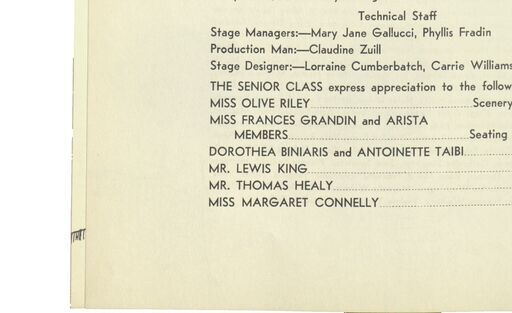 Technical Staff
Stage Managers:—Mary Jane Gallucci, Phyllis Fradin
Production Man:—Claudine Zuill
Stage Designer:—Lorraine Cumberbatch, Carrie Williams
THE SENIOR CLASS express appreciation to the follow
MISS OLIVE RILEY Scenery
MISS FRANCES GRANDIN and ARISTA
MEMBERS Seating
DOROTHEA BINIARIS and ANTOINETTE TAIBI
MR. LEWIS KING
MR. THOMAS HEALY
MISS MARGARET CONNELLY